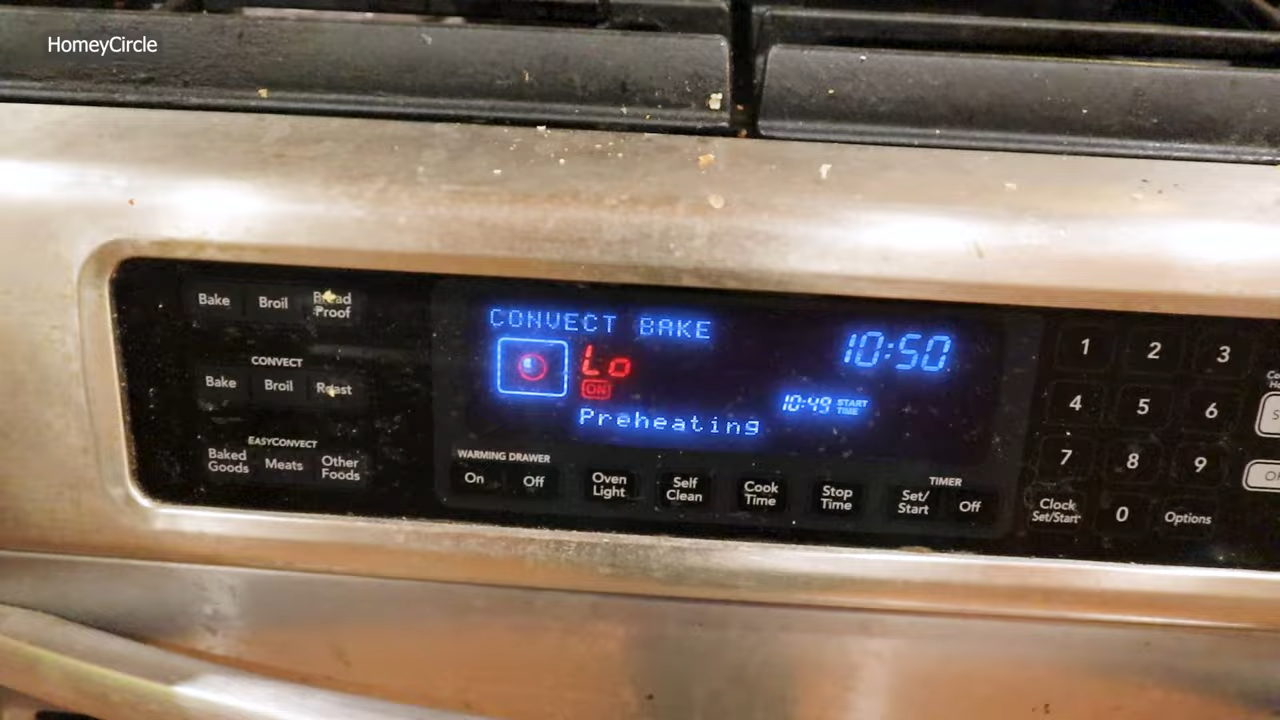 HomeyCircle
Bake Broil Bread Proof
CONVECT
Bake Broil Roast
EASYCONVECT
Baked Goods Meats Other Foods
CONVECT BAKE
10:50
Lo
ON
10:49 START TIME
Preheating
WARMING DRAWER
On Off
Oven Light
Self Clean
Cook Time
Stop Time
TIMER
Set/Start Off
1 2 3
4 5 6
7 8 9
Clock Set/Start 0 Options